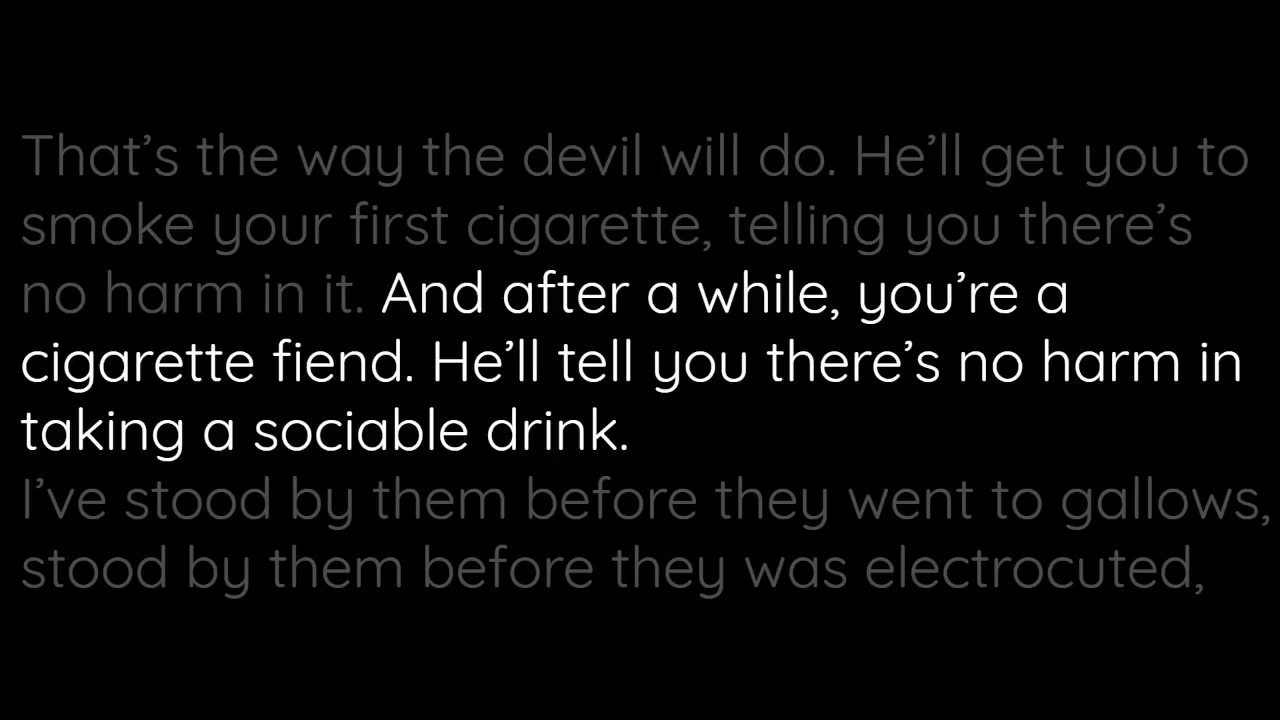 That’s the way the devil will do. He’ll get you to
smoke your first cigarette, telling you there’s
no harm in it. And after a while, you’re a
cigarette fiend. He’ll tell you there’s no harm in
taking a sociable drink.
I’ve stood by them before they went to gallows,
stood by them before they was electrocuted,